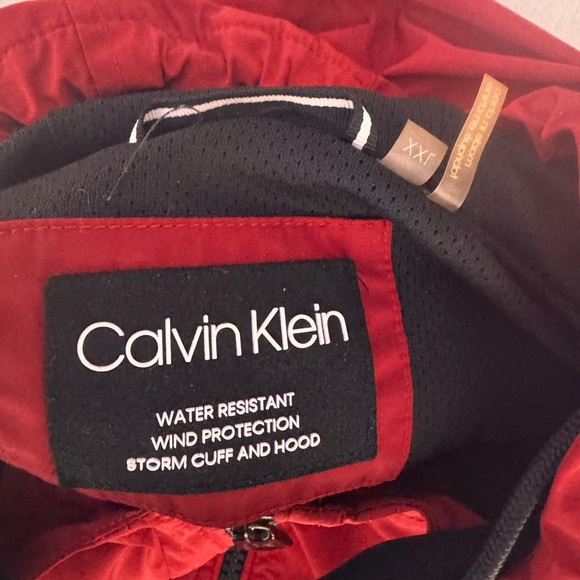 XXL
Calvin Klein
WATER RESISTANT
WIND PROTECTION
STORM CUFF AND HOOD